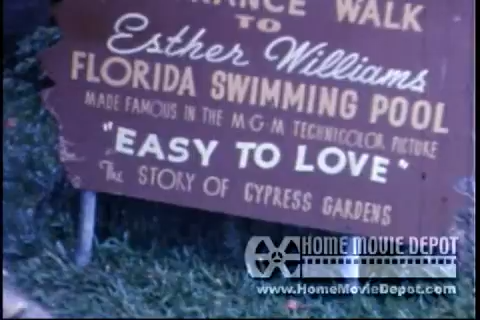 WALK
TO
Esther Williams
FLORIDA SWIMMING POOL
MADE FAMOUS IN THE M·G·M TECHNICOLOR PICTURE
"EASY TO LOVE"
The STORY OF CYPRESS GARDENS
HOME MOVIE DEPOT
www.HomeMovieDepot.com